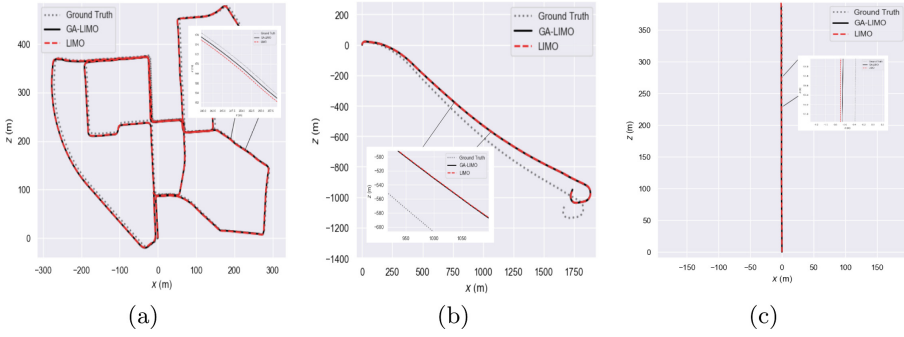 Ground Truth
GA-LIMO
LIMO
Z (m)
400
300
200
100
0
−300 −200 −100 0 100 200 300
X (m)
(a)
Ground Truth
GA-LIMO
LIMO
Z (m)
200
0
−200
−400
−600
−800
−1000
−1200
−1400
Ground Truth
GA-LIMO
LIMO
950 1000 1050
0 250 500 750 1000 1250 1500 1750
X (m)
(b)
Ground Truth
GA-LIMO
LIMO
Z (m)
350
300
250
200
150
100
50
0
−150 −100 −50 0 50 100 150
X (m)
(c)